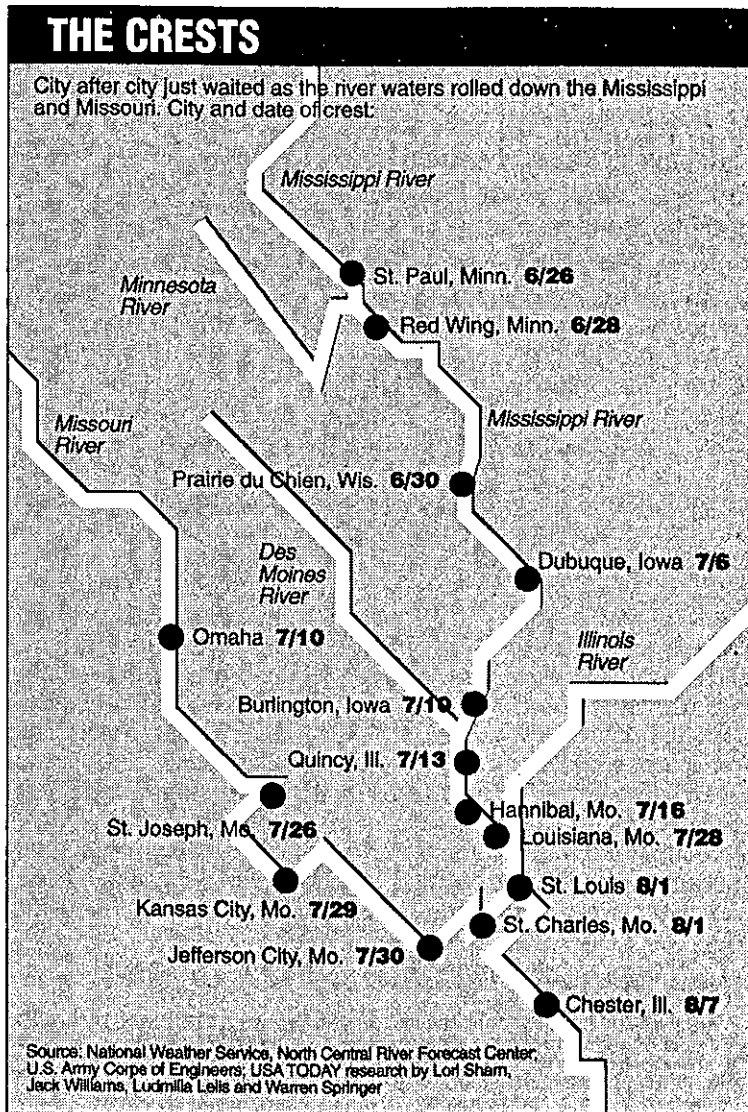 THE CRESTS
City after city just waited as the river waters rolled down the Mississippi
and Missouri. City and date of crest:
Mississippi River
Minnesota
River
St. Paul, Minn. 6/26
Red Wing, Minn. 6/28
Missouri
River
Mississippi River
Prairie du Chien, Wis. 6/30
Des
Moines
River
Dubuque, Iowa 7/6
Omaha 7/10
Illinois
River
Burlington, Iowa 7/10
Quincy, Ill. 7/13
Hannibal, Mo. 7/16
St. Joseph, Mo. 7/26
Louisiana, Mo. 7/28
St. Louis 8/1
Kansas City, Mo. 7/29
St. Charles, Mo. 8/1
Jefferson City, Mo. 7/30
Chester, Ill. 8/7
Source: National Weather Service, North Central River Forecast Center,
U.S. Army Corps of Engineers; USA TODAY research by Lori Sharn,
Jack Williams, Ludmilla Lelis and Warren Springer